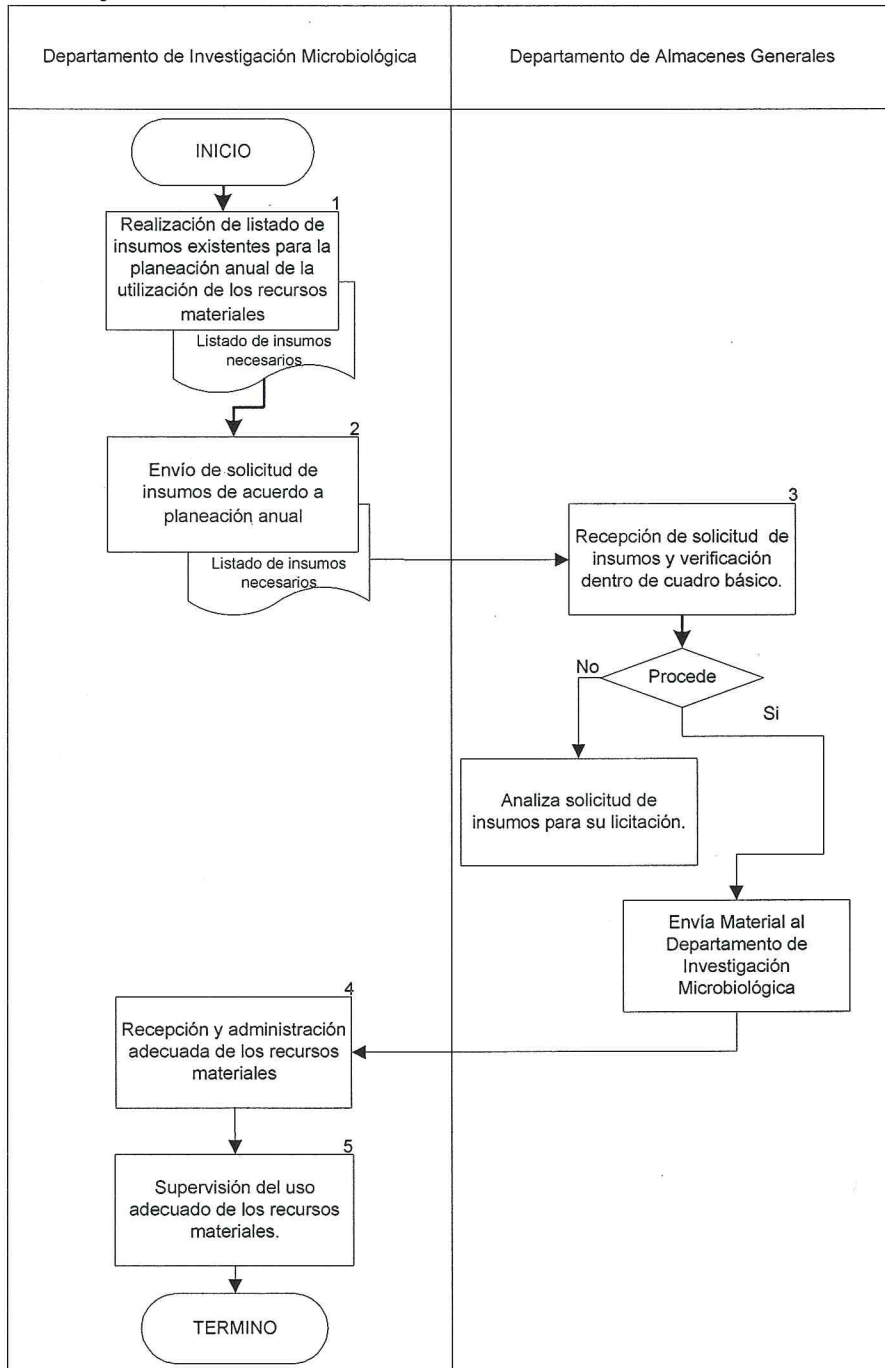 Departamento de Investigación Microbiológica
Departamento de Almacenes Generales
INICIO
1
Realización de listado de
insumos existentes para la
planeación anual de la
utilización de los recursos
materiales
Listado de insumos
necesarios
2
Envío de solicitud de
insumos de acuerdo a
planeación anual
Listado de insumos
necesarios
3
Recepción de solicitud de
insumos y verificación
dentro de cuadro básico.
Procede
No
Si
Analiza solicitud de
insumos para su licitación.
Envía Material al
Departamento de
Investigación
Microbiológica
4
Recepción y administración
adecuada de los recursos
materiales
5
Supervisión del uso
adecuado de los recursos
materiales.
TERMINO